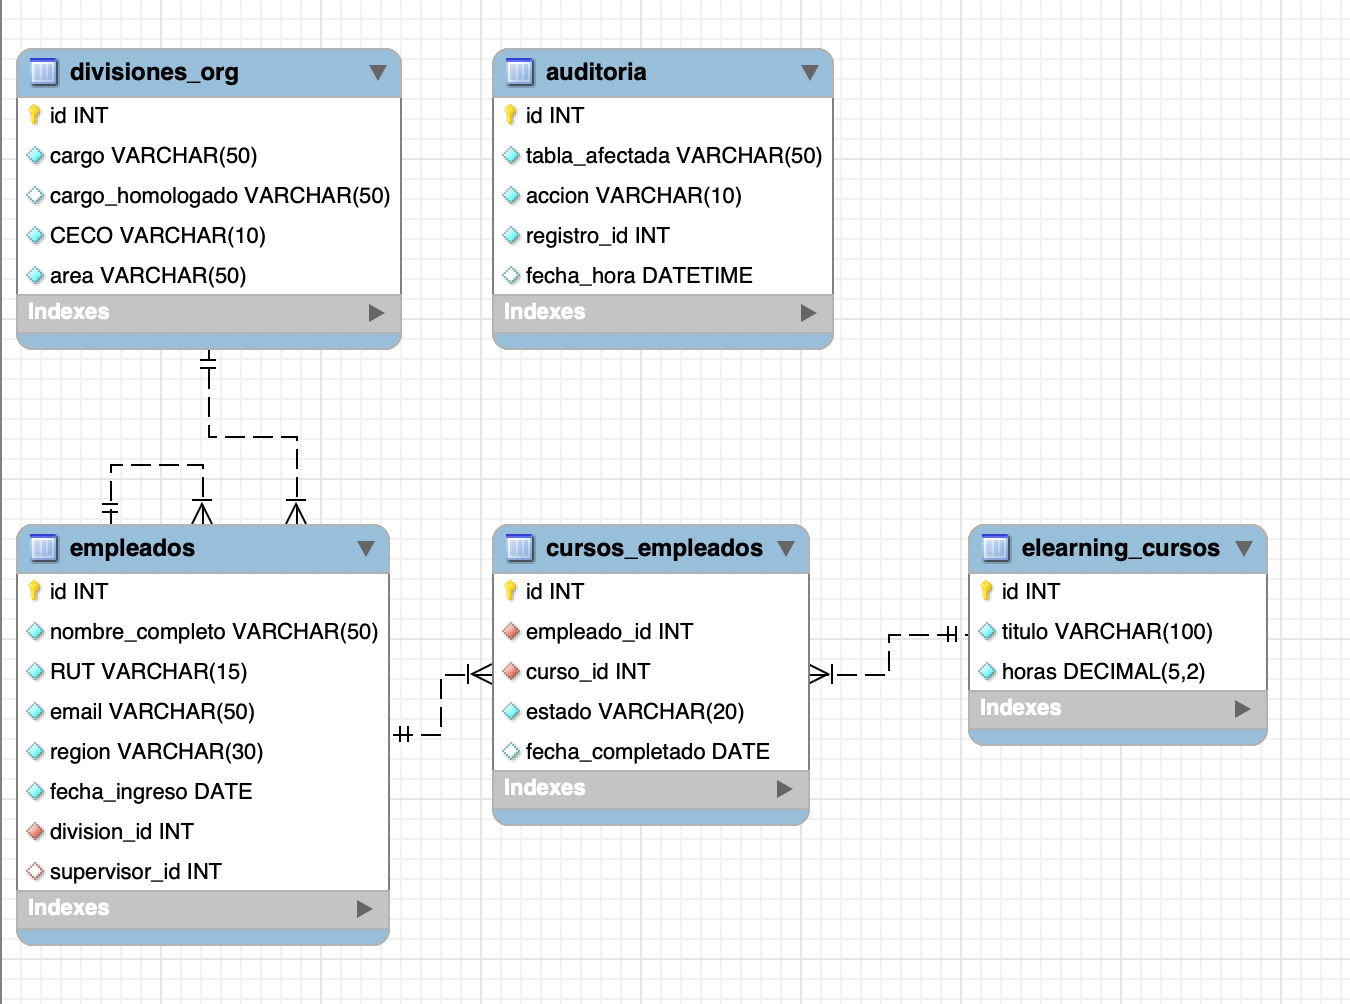 divisiones_org
id INT
cargo VARCHAR(50)
cargo_homologado VARCHAR(50)
CECO VARCHAR(10)
area VARCHAR(50)
Indexes
auditoria
id INT
tabla_afectada VARCHAR(50)
accion VARCHAR(10)
registro_id INT
fecha_hora DATETIME
Indexes
empleados
id INT
nombre_completo VARCHAR(50)
RUT VARCHAR(15)
email VARCHAR(50)
region VARCHAR(30)
fecha_ingreso DATE
division_id INT
supervisor_id INT
Indexes
cursos_empleados
id INT
empleado_id INT
curso_id INT
estado VARCHAR(20)
fecha_completado DATE
Indexes
elearning_cursos
id INT
titulo VARCHAR(100)
horas DECIMAL(5,2)
Indexes